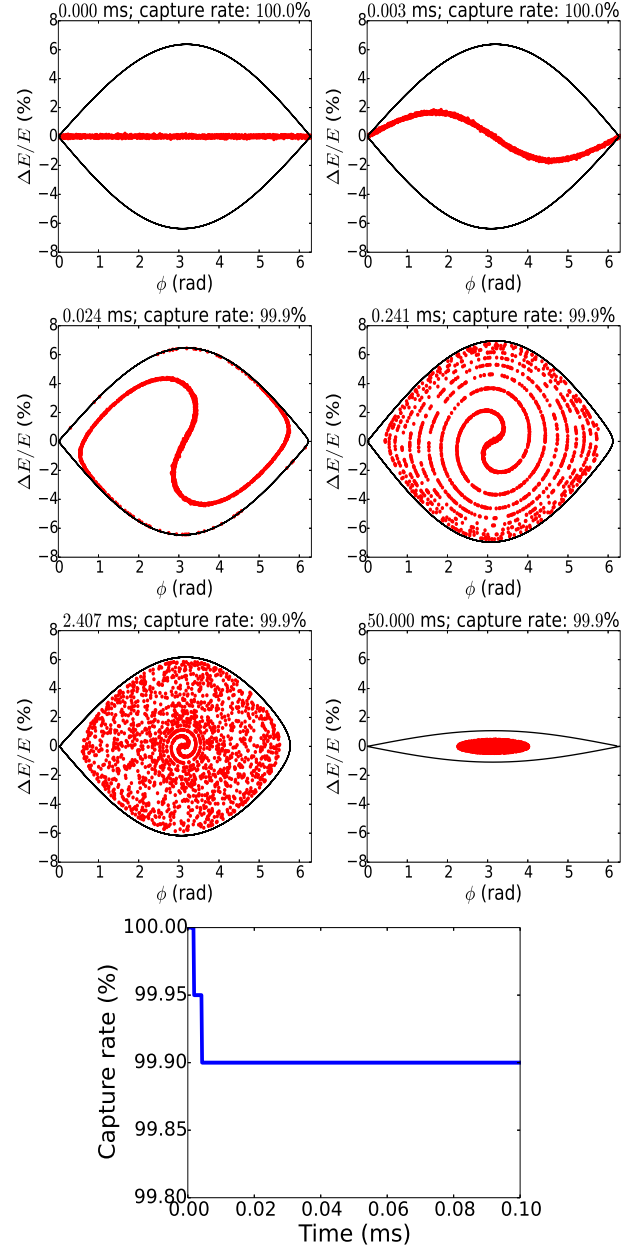 0.000 ms; capture rate: 100.0%
0.003 ms; capture rate: 100.0%
8
6
4
2
0
−2
−4
−6
−8
ΔE/E (%)
0 1 2 3 4 5 6
ϕ (rad)
8
6
4
2
0
−2
−4
−6
−8
ΔE/E (%)
0 1 2 3 4 5 6
ϕ (rad)
0.024 ms; capture rate: 99.9%
0.241 ms; capture rate: 99.9%
8
6
4
2
0
−2
−4
−6
−8
ΔE/E (%)
0 1 2 3 4 5 6
ϕ (rad)
8
6
4
2
0
−2
−4
−6
−8
ΔE/E (%)
0 1 2 3 4 5 6
ϕ (rad)
2.407 ms; capture rate: 99.9%
50.000 ms; capture rate: 99.9%
8
6
4
2
0
−2
−4
−6
−8
ΔE/E (%)
0 1 2 3 4 5 6
ϕ (rad)
8
6
4
2
0
−2
−4
−6
−8
ΔE/E (%)
0 1 2 3 4 5 6
ϕ (rad)
100.00
99.95
99.90
99.85
99.80
Capture rate (%)
0.00 0.02 0.04 0.06 0.08 0.10
Time (ms)